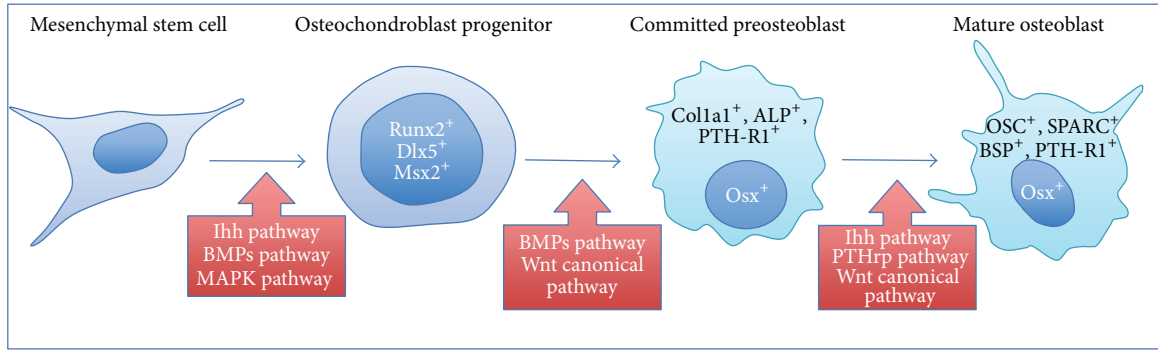 Mesenchymal stem cell
Osteochondroblast progenitor
Committed preosteoblast
Mature osteoblast
Runx2⁺
Dlx5⁺
Msx2⁺
Col1a1⁺, ALP⁺,
PTH-R1⁺
Osx⁺
OSC⁺, SPARC⁺
BSP⁺, PTH-R1⁺
Osx⁺
Ihh pathway
BMPs pathway
MAPK pathway
BMPs pathway
Wnt canonical
pathway
Ihh pathway
PTHrp pathway
Wnt canonical
pathway